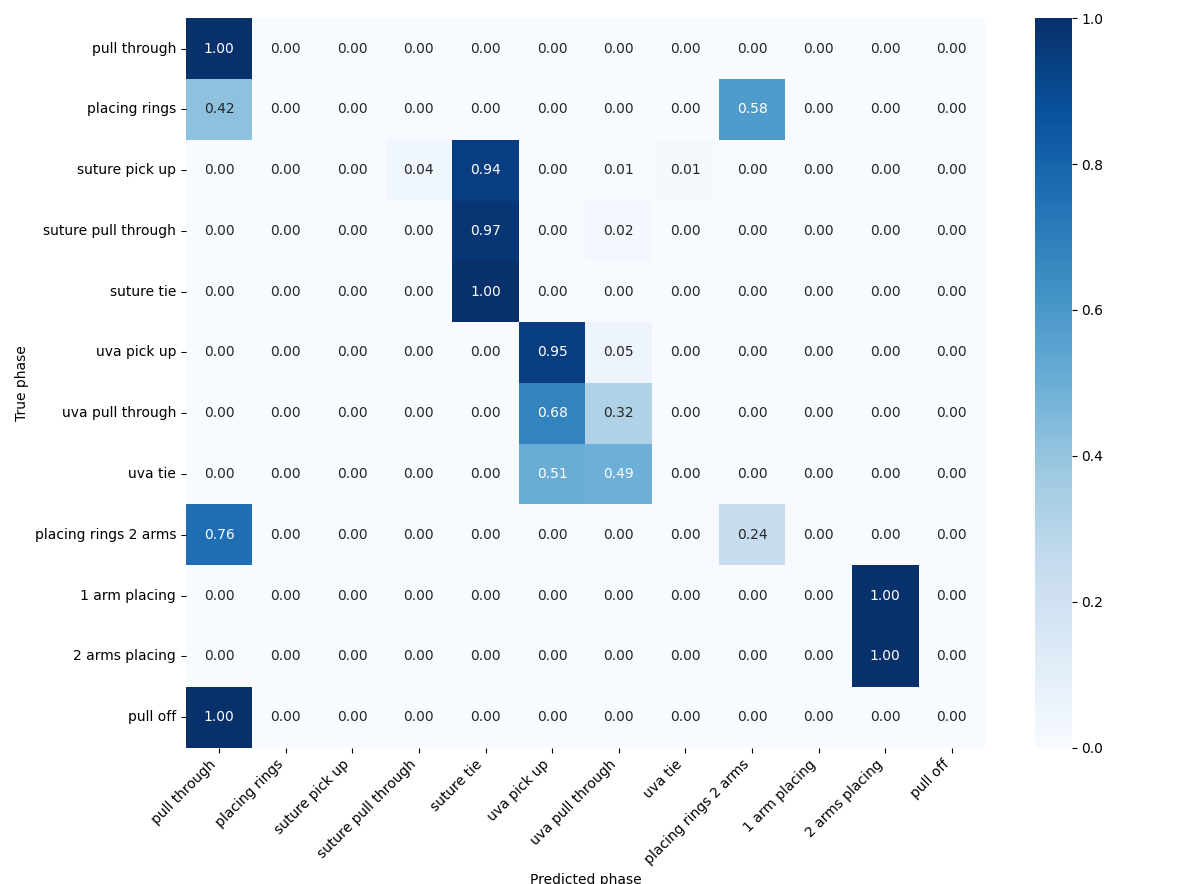 pull through 1.00 0.00 0.00 0.00 0.00 0.00 0.00 0.00 0.00 0.00 0.00 0.00
placing rings 0.42 0.00 0.00 0.00 0.00 0.00 0.00 0.00 0.58 0.00 0.00 0.00
suture pick up 0.00 0.00 0.00 0.04 0.94 0.00 0.01 0.01 0.00 0.00 0.00 0.00
suture pull through 0.00 0.00 0.00 0.00 0.97 0.00 0.02 0.00 0.00 0.00 0.00 0.00
suture tie 0.00 0.00 0.00 0.00 1.00 0.00 0.00 0.00 0.00 0.00 0.00 0.00
uva pick up 0.00 0.00 0.00 0.00 0.00 0.95 0.05 0.00 0.00 0.00 0.00 0.00
uva pull through 0.00 0.00 0.00 0.00 0.00 0.68 0.32 0.00 0.00 0.00 0.00 0.00
uva tie 0.00 0.00 0.00 0.00 0.00 0.51 0.49 0.00 0.00 0.00 0.00 0.00
placing rings 2 arms 0.76 0.00 0.00 0.00 0.00 0.00 0.00 0.00 0.24 0.00 0.00 0.00
1 arm placing 0.00 0.00 0.00 0.00 0.00 0.00 0.00 0.00 0.00 0.00 1.00 0.00
2 arms placing 0.00 0.00 0.00 0.00 0.00 0.00 0.00 0.00 0.00 0.00 1.00 0.00
pull off 1.00 0.00 0.00 0.00 0.00 0.00 0.00 0.00 0.00 0.00 0.00 0.00
True phase
pull through
placing rings
suture pick up
suture pull through
suture tie
uva pick up
uva pull through
uva tie
placing rings 2 arms
1 arm placing
2 arms placing
pull off
Predicted phase
1.0
0.8
0.6
0.4
0.2
0.0